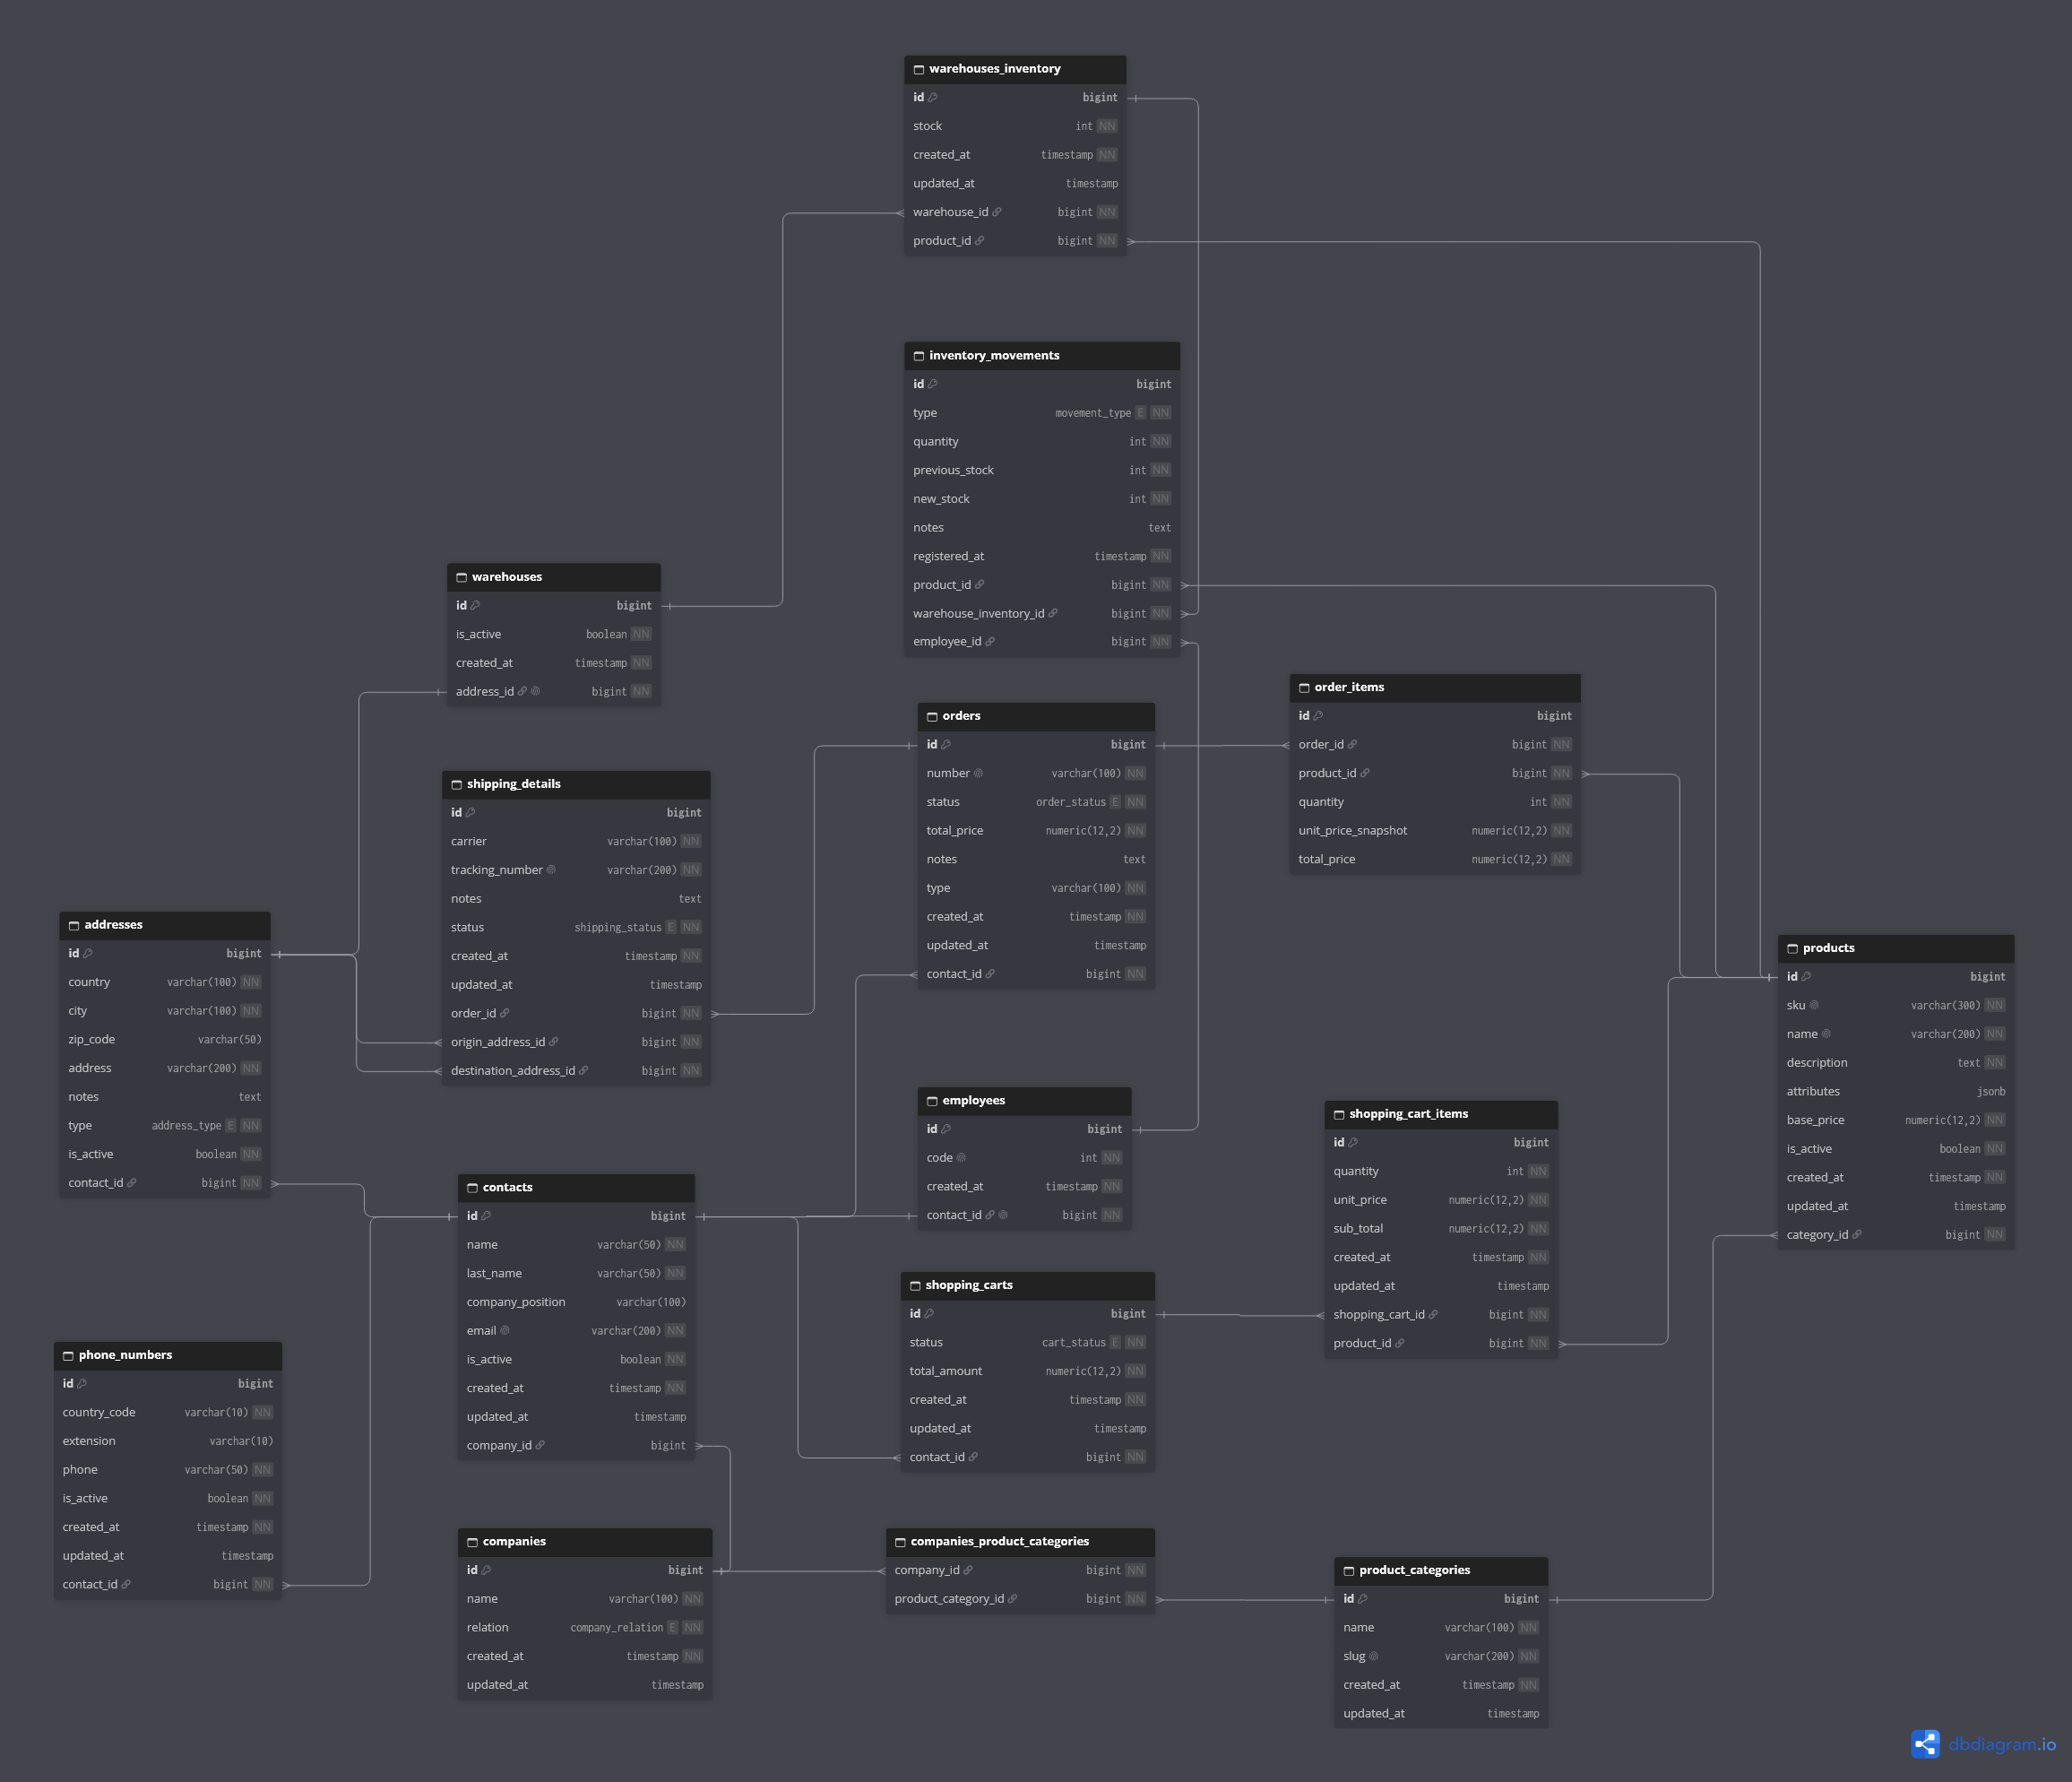 warehouses_inventory
id bigint
stock int NN
created_at timestamp NN
updated_at timestamp
warehouse_id bigint NN
product_id bigint NN
inventory_movements
id bigint
type movement_type E NN
quantity int NN
previous_stock int NN
new_stock int NN
notes text
registered_at timestamp NN
product_id bigint NN
warehouse_inventory_id bigint NN
employee_id bigint NN
warehouses
id bigint
is_active boolean NN
created_at timestamp NN
address_id bigint NN
order_items
id bigint
order_id bigint NN
product_id bigint NN
quantity int NN
unit_price_snapshot numeric(12,2) NN
total_price numeric(12,2) NN
orders
id bigint
number varchar(100) NN
status order_status E NN
total_price numeric(12,2) NN
notes text
type varchar(100) NN
created_at timestamp NN
updated_at timestamp
contact_id bigint NN
shipping_details
id bigint
carrier varchar(100) NN
tracking_number varchar(200) NN
notes text
status shipping_status E NN
created_at timestamp NN
updated_at timestamp
order_id bigint NN
origin_address_id bigint NN
destination_address_id bigint NN
addresses
id bigint
country varchar(100) NN
city varchar(100) NN
zip_code varchar(50)
address varchar(200) NN
notes text
type address_type E NN
is_active boolean NN
contact_id bigint NN
products
id bigint
sku varchar(300) NN
name varchar(200) NN
description text NN
attributes jsonb
base_price numeric(12,2) NN
is_active boolean NN
created_at timestamp NN
updated_at timestamp
category_id bigint NN
employees
id bigint
code int NN
created_at timestamp NN
contact_id bigint NN
shopping_cart_items
id bigint
quantity int NN
unit_price numeric(12,2) NN
sub_total numeric(12,2) NN
created_at timestamp NN
updated_at timestamp
shopping_cart_id bigint NN
product_id bigint NN
contacts
id bigint
name varchar(50) NN
last_name varchar(50) NN
company_position varchar(100)
email varchar(200) NN
is_active boolean NN
created_at timestamp NN
updated_at timestamp
company_id bigint
shopping_carts
id bigint
status cart_status E NN
total_amount numeric(12,2) NN
created_at timestamp NN
updated_at timestamp
contact_id bigint NN
phone_numbers
id bigint
country_code varchar(10) NN
extension varchar(10)
phone varchar(50) NN
is_active boolean NN
created_at timestamp NN
updated_at timestamp
contact_id bigint NN
companies
id bigint
name varchar(100) NN
relation company_relation E NN
created_at timestamp NN
updated_at timestamp
companies_product_categories
company_id bigint NN
product_category_id bigint NN
product_categories
id bigint
name varchar(100) NN
slug varchar(200) NN
created_at timestamp NN
updated_at timestamp
dbdiagram.io